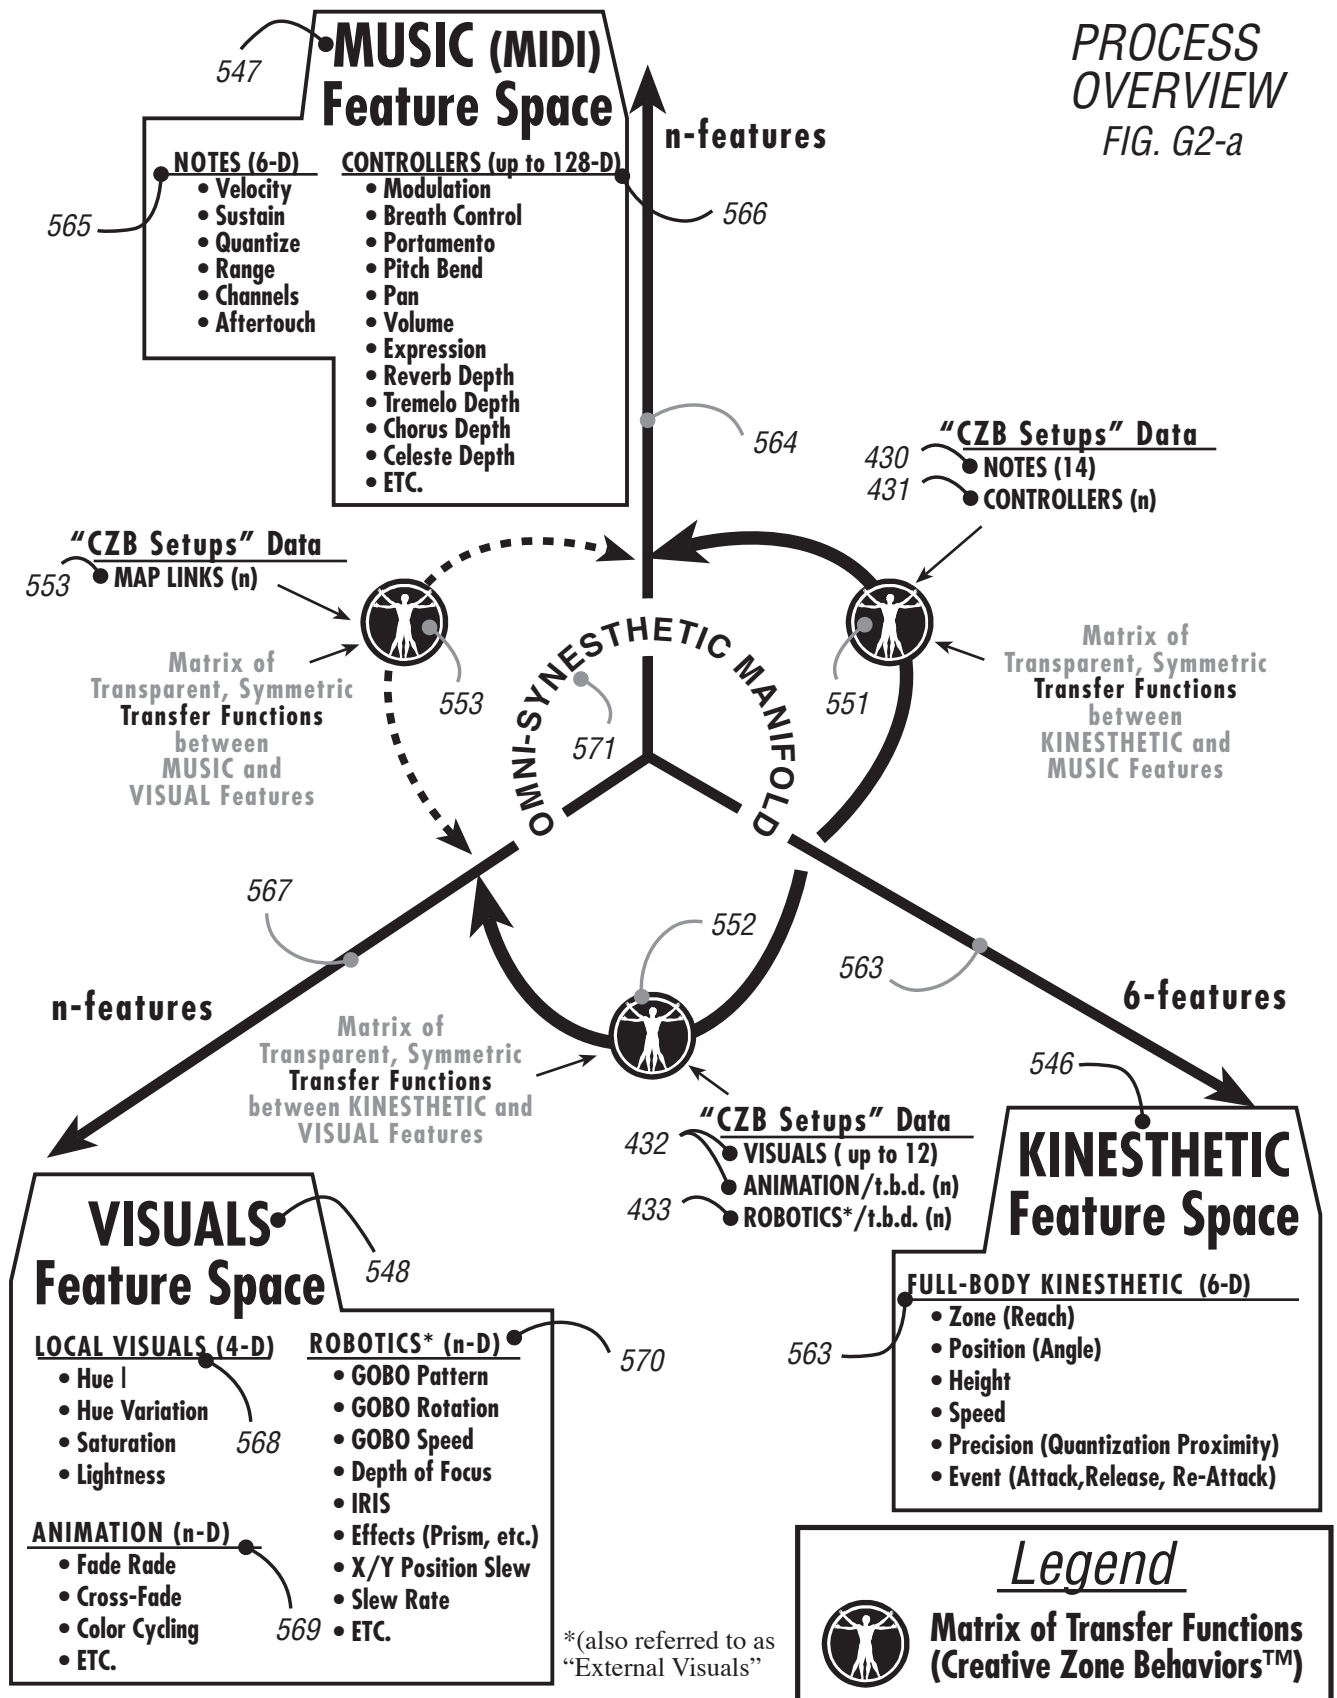 PROCESS
OVERVIEW
FIG. G2-a
547
MUSIC (MIDI)
Feature Space
n-features
NOTES (6-D)
• Velocity
• Sustain
• Quantize
• Range
• Channels
• Aftertouch
565
CONTROLLERS (up to 128-D)
• Modulation
• Breath Control
• Portamento
• Pitch Bend
• Pan
• Volume
• Expression
• Reverb Depth
• Tremelo Depth
• Chorus Depth
• Celeste Depth
• ETC.
566
564
"CZB Setups" Data
430
• NOTES (14)
431
• CONTROLLERS (n)
"CZB Setups" Data
553
• MAP LINKS (n)
Matrix of
Transparent, Symmetric
Transfer Functions
between
MUSIC and
VISUAL Features
553
OMNI-SYNESTHETIC MANIFOLD
571
551
Matrix of
Transparent, Symmetric
Transfer Functions
between
KINESTHETIC and
MUSIC Features
567
n-features
552
563
6-features
Matrix of
Transparent, Symmetric
Transfer Functions
between KINESTHETIC and
VISUAL Features
"CZB Setups" Data
432
• VISUALS ( up to 12)
• ANIMATION/t.b.d. (n)
433
• ROBOTICS*/t.b.d. (n)
546
KINESTHETIC
Feature Space
FULL-BODY KINESTHETIC (6-D)
• Zone (Reach)
• Position (Angle)
• Height
• Speed
• Precision (Quantization Proximity)
• Event (Attack,Release, Re-Attack)
563
VISUALS
Feature Space
548
LOCAL VISUALS (4-D)
• Hue |
• Hue Variation
• Saturation
• Lightness
568
ANIMATION (n-D)
• Fade Rade
• Cross-Fade
• Color Cycling
• ETC.
569
ROBOTICS* (n-D)
• GOBO Pattern
• GOBO Rotation
• GOBO Speed
• Depth of Focus
• IRIS
• Effects (Prism, etc.)
• X/Y Position Slew
• Slew Rate
• ETC.
570
*(also referred to as
“External Visuals“
Legend
Matrix of Transfer Functions
(Creative Zone Behaviors™)